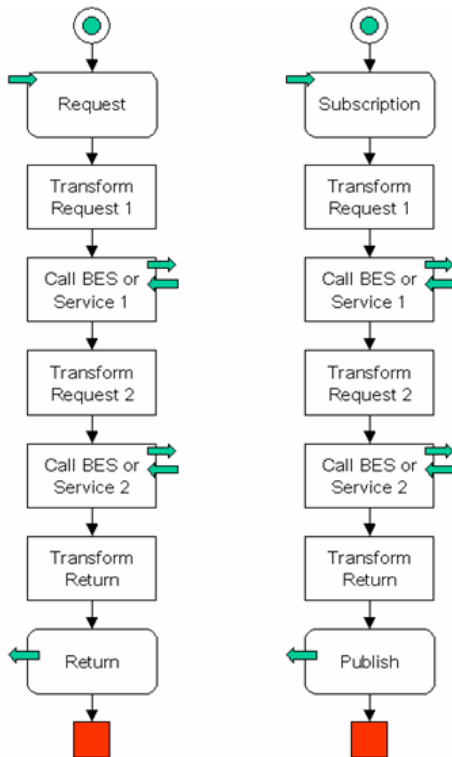 Request
Transform
Request 1
Call BES or
Service 1
Transform
Request 2
Call BES or
Service 2
Transform
Return
Return
Subscription
Transform
Request 1
Call BES or
Service 1
Transform
Request 2
Call BES or
Service 2
Transform
Return
Publish